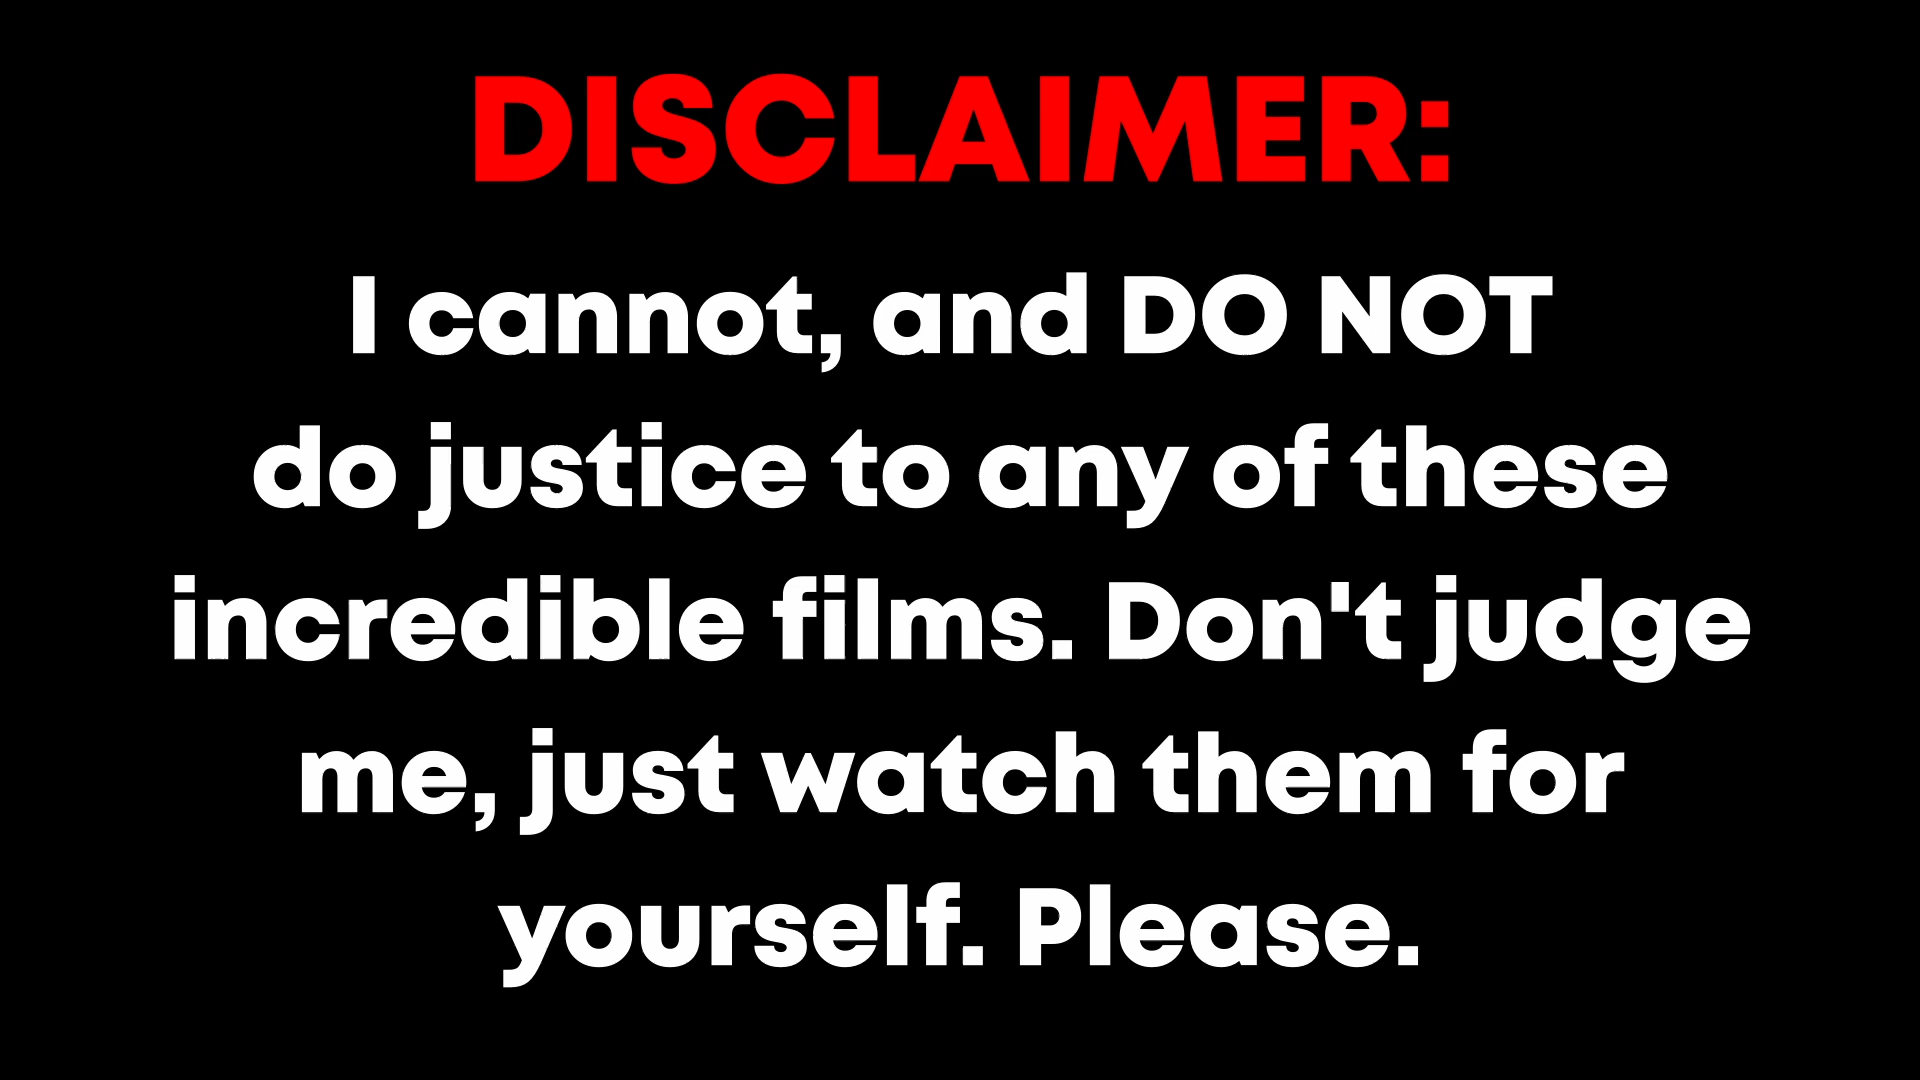 DISCLAIMER:
I cannot, and DO NOT
do justice to any of these
incredible films. Don't judge
me, just watch them for
yourself. Please.